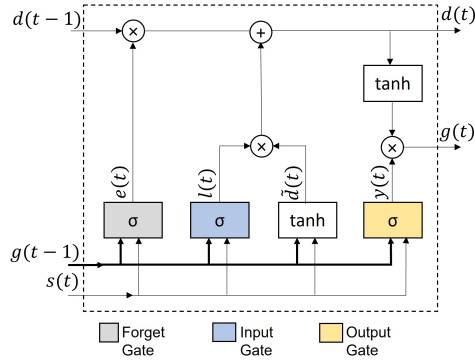 d(t−1) d(t)
×
+
tanh
g(t)
×
×
e(t) l(t) d̃(t) y(t)
σ σ tanh σ
g(t−1)
s(t)
Forget Gate
Input Gate
Output Gate